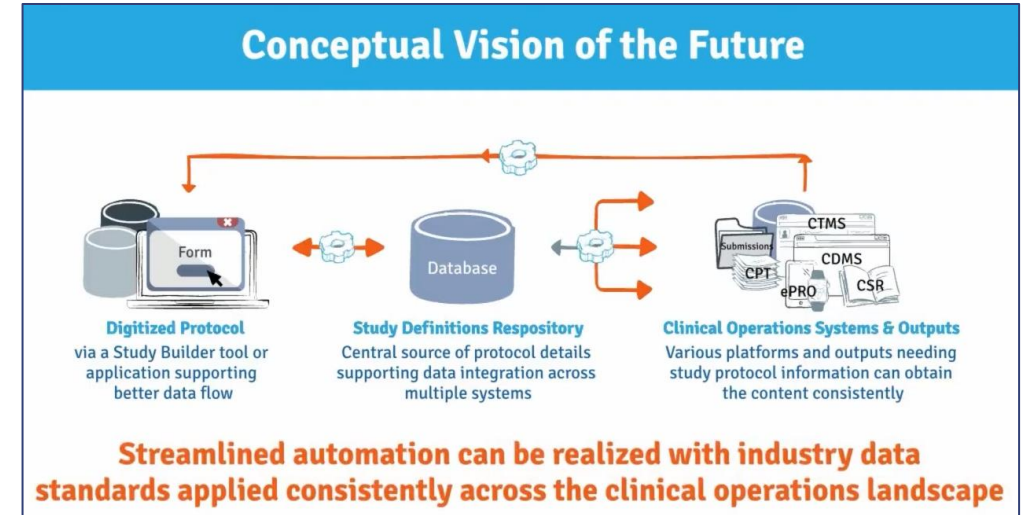 Conceptual Vision of the Future
Form
Database
Submissions
CTMS
CPT
CDMS
ePRO
CSR
Digitized Protocol
via a Study Builder tool or
application supporting
better data flow
Study Definitions Respository
Central source of protocol details
supporting data integration across
multiple systems
Clinical Operations Systems & Outputs
Various platforms and outputs needing
study protocol information can obtain
the content consistently
Streamlined automation can be realized with industry data
standards applied consistently across the clinical operations landscape